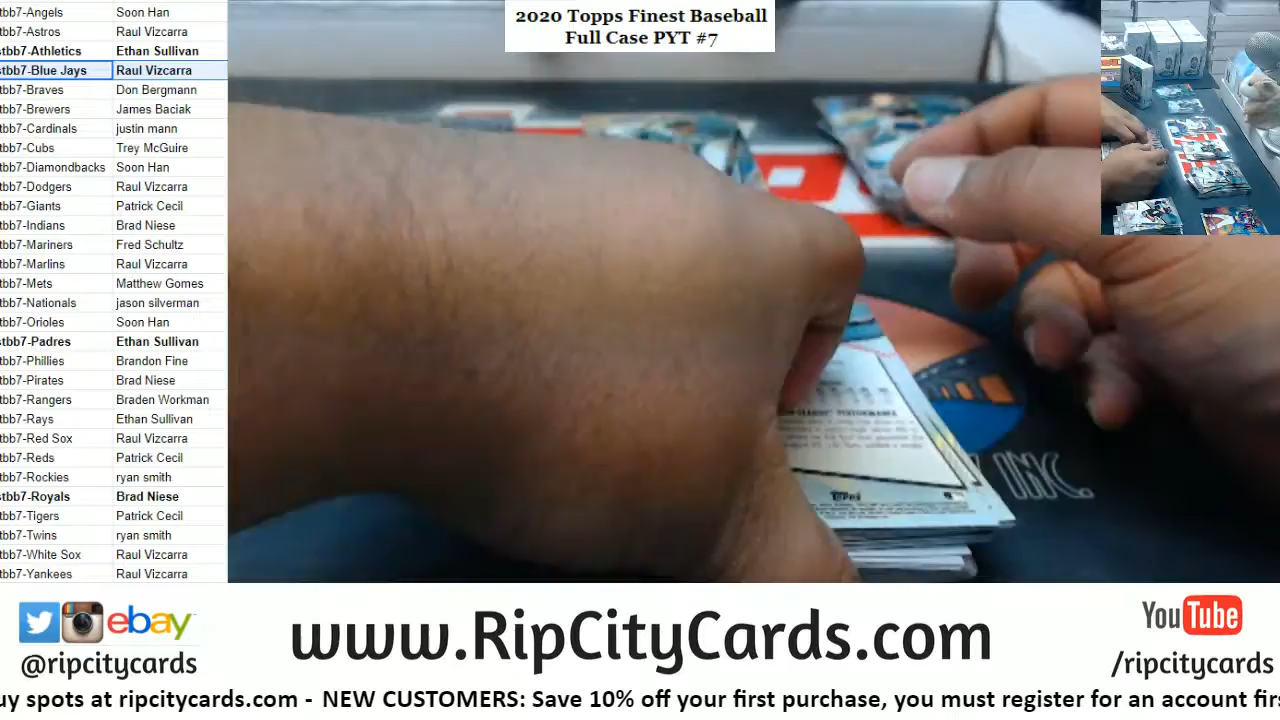 2020 Topps Finest Baseball
Full Case PYT #7
tbb7-Angels Soon Han
tbb7-Astros Raul Vizcarra
stbb7-Athletics Ethan Sullivan
stbb7-Blue Jays Raul Vizcarra
tbb7-Braves Don Bergmann
tbb7-Brewers James Baciak
tbb7-Cardinals justin mann
tbb7-Cubs Trey McGuire
tbb7-Diamondbacks Soon Han
tbb7-Dodgers Raul Vizcarra
tbb7-Giants Patrick Cecil
tbb7-Indians Brad Niese
tbb7-Mariners Fred Schultz
tbb7-Marlins Raul Vizcarra
tbb7-Mets Matthew Gomes
tbb7-Nationals jason silverman
tbb7-Orioles Soon Han
stbb7-Padres Ethan Sullivan
tbb7-Phillies Brandon Fine
tbb7-Pirates Brad Niese
tbb7-Rangers Braden Workman
tbb7-Rays Ethan Sullivan
tbb7-Red Sox Raul Vizcarra
tbb7-Reds Patrick Cecil
tbb7-Rockies ryan smith
stbb7-Royals Brad Niese
tbb7-Tigers Patrick Cecil
tbb7-Twins ryan smith
tbb7-White Sox Raul Vizcarra
tbb7-Yankees Raul Vizcarra
Topps
INC.
ebay
@ripcitycards
www.RipCityCards.com
YouTube
/ripcitycards
uy spots at ripcitycards.com - NEW CUSTOMERS: Save 10% off your first purchase, you must register for an account firs